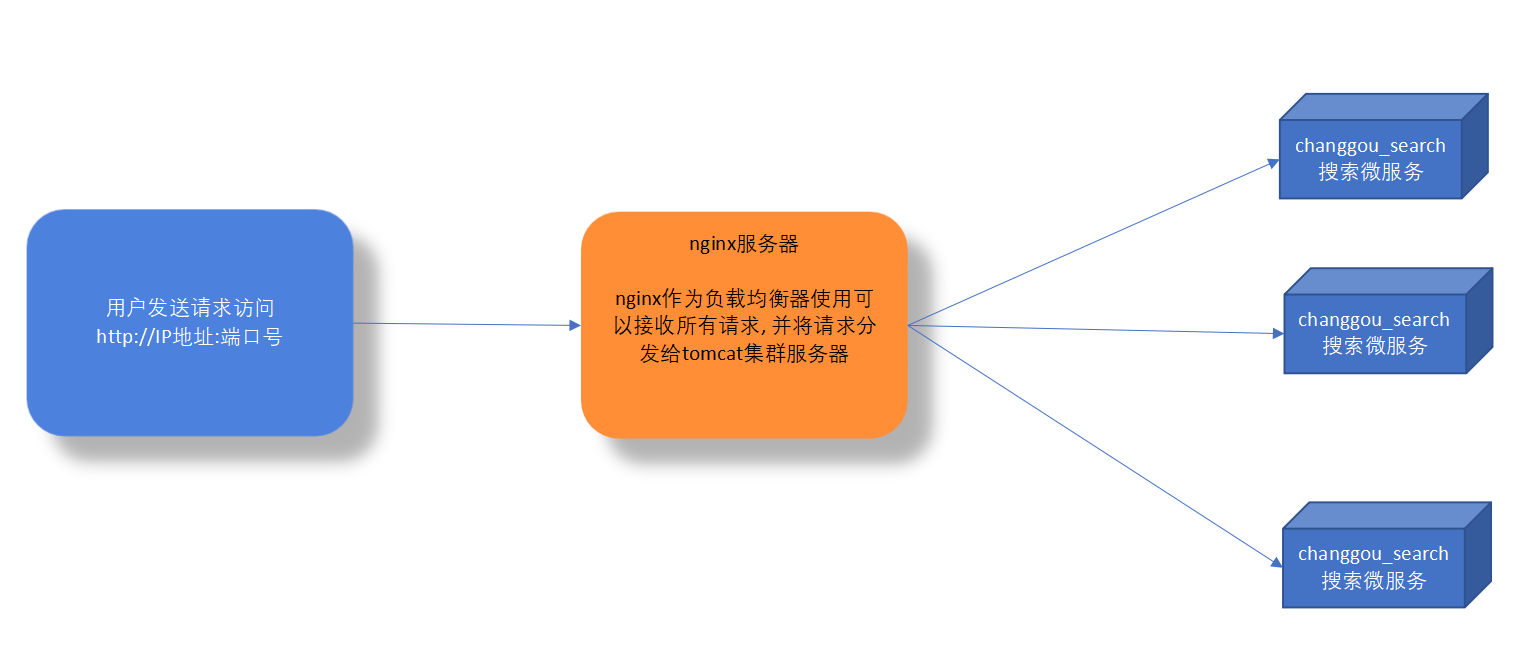 用户发送请求访问
http://IP地址:端口号
nginx服务器
nginx作为负载均衡器使用可
以接收所有请求, 并将请求分
发给tomcat集群服务器
changgou_search
搜索微服务
changgou_search
搜索微服务
changgou_search
搜索微服务